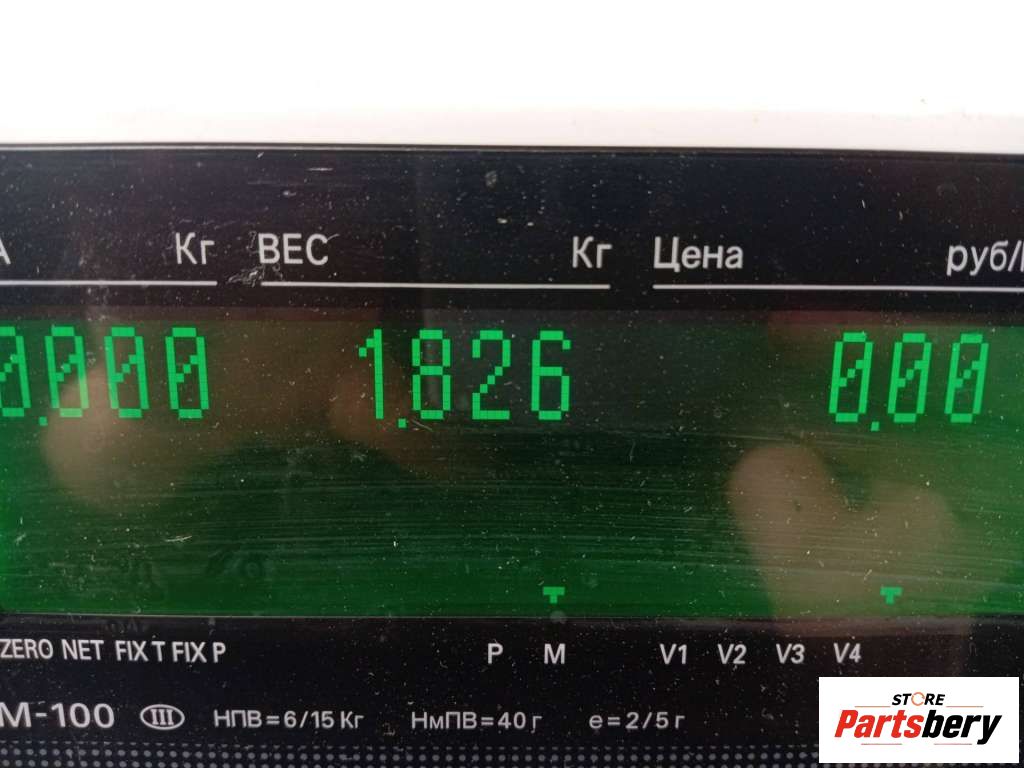 А Кг ВЕС Кг Цена руб/
0.000 1.826 0.00
ZERO NET FIX T FIX P P M V1 V2 V3 V4
М-100 III НПВ=6/15 Кг НмПВ=40 г е=2/5 г
STORE
Partsbery